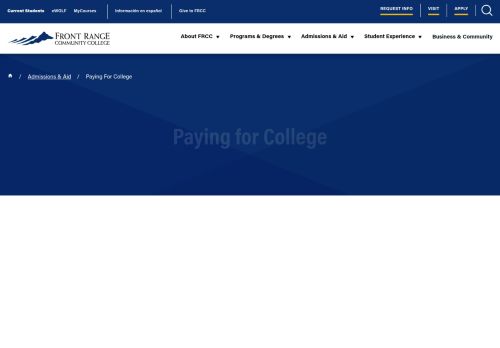 Current Students eWOLF MyCourses Información en español Give to FRCC REQUEST INFO VISIT APPLY
FRONT RANGE
COMMUNITY COLLEGE
About FRCC Programs & Degrees Admissions & Aid Student Experience Business & Community
/ Admissions & Aid / Paying For College
Paying for College